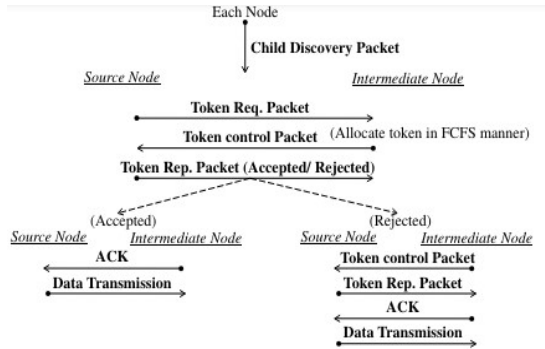 Each Node
Child Discovery Packet
Source Node Intermediate Node
Token Req. Packet
Token control Packet (Allocate token in FCFS manner)
Token Rep. Packet (Accepted/ Rejected)
(Accepted) (Rejected)
Source Node Intermediate Node Source Node Intermediate Node
ACK Token control Packet
Data Transmission Token Rep. Packet
ACK
Data Transmission